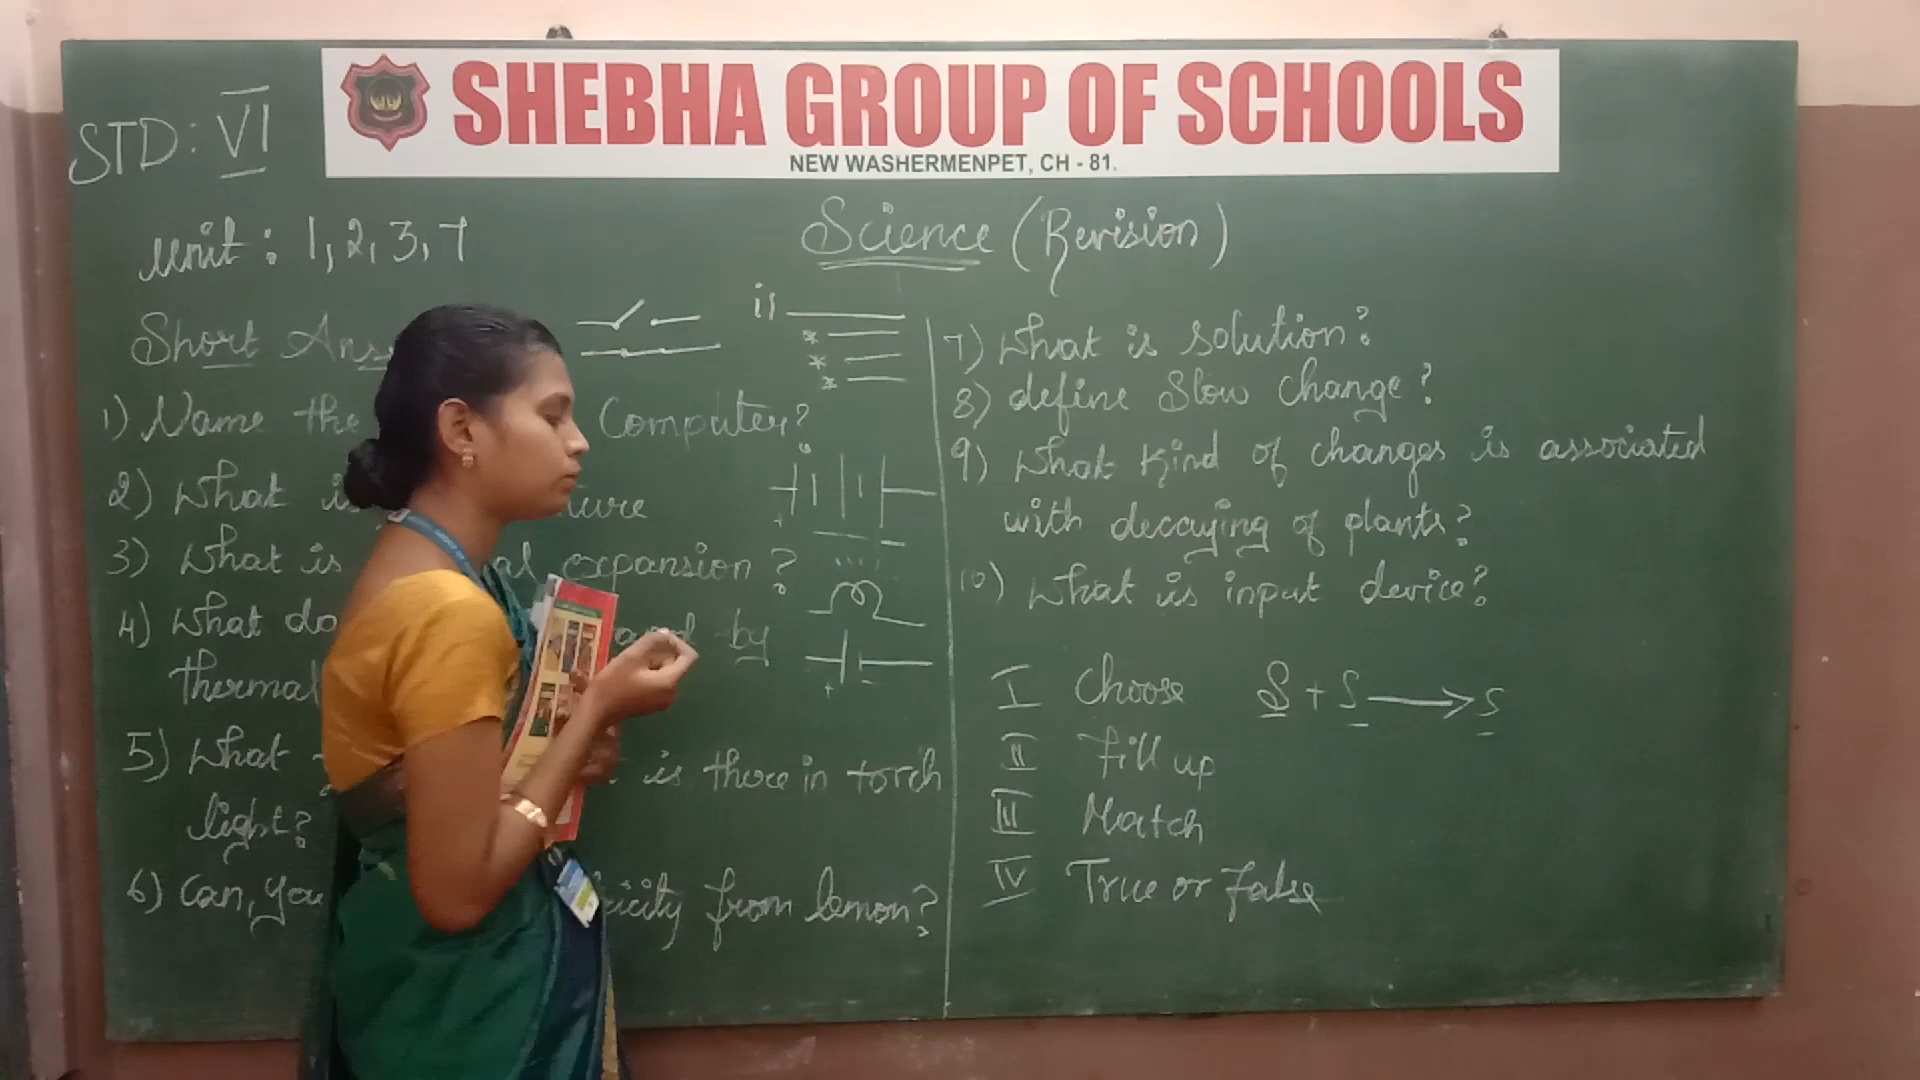 SHEBHA GROUP OF SCHOOLS
NEW WASHERMENPET, CH - 81.
STD: VI
Unit: 1, 2, 3, 7
Science (Revision)
Short Ans
1) Name the Computer?
2) What is
3) What is expansion?
4) What do by
thermal
5) What is there in torch
light?
6) Can, you from lemon?
is
*
*
*
7) What is solution?
8) define Slow change?
9) What kind of changes is associated
with decaying of plants?
10) What is input device?
I Choose S + S → S
II fill up
III Match
IV True or false